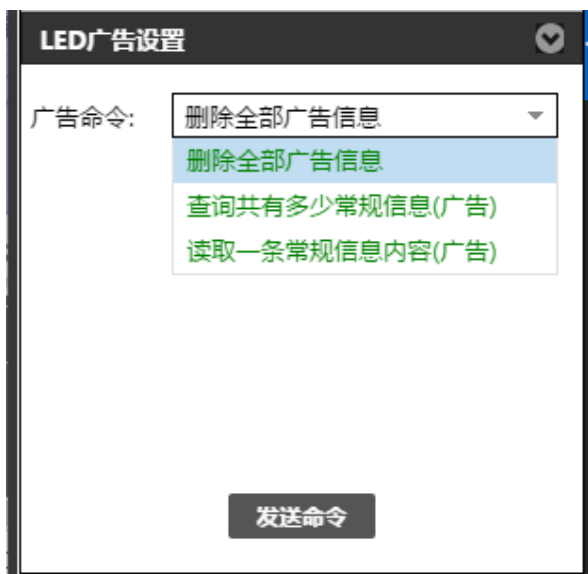 LED广告设置
广告命令: 删除全部广告信息
删除全部广告信息
查询共有多少常规信息(广告)
读取一条常规信息内容(广告)
发送命令